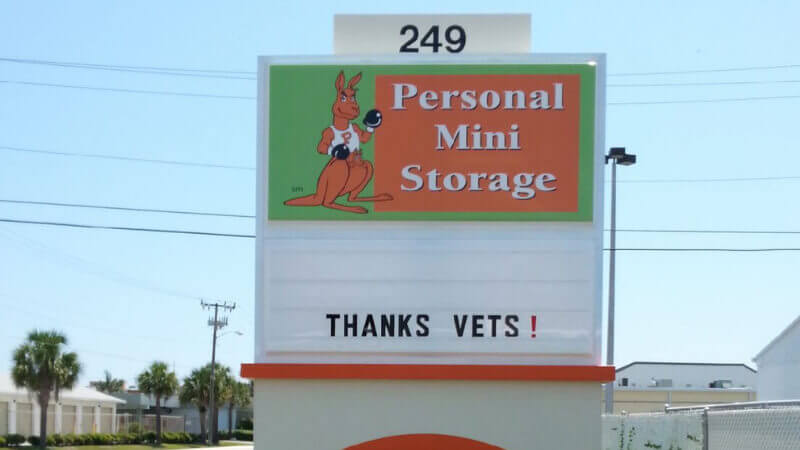 249
Personal
Mini
Storage
THANKS VETS!